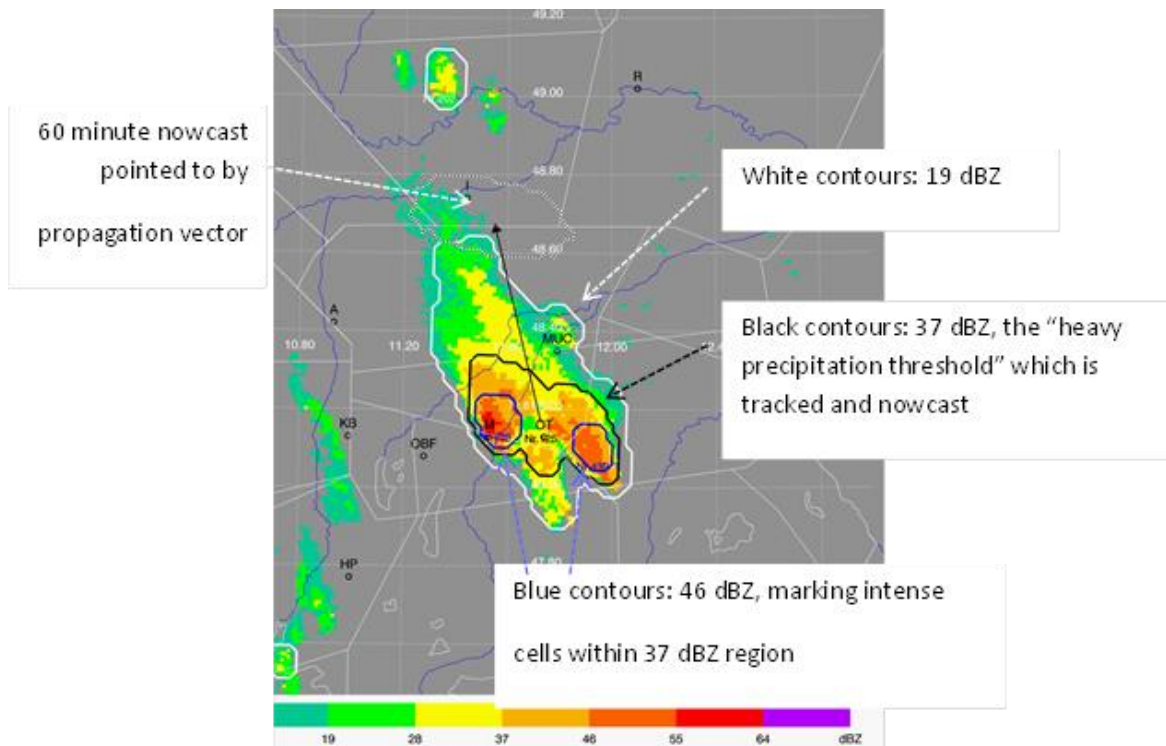 49.20
R
49.00
60 minute nowcast
pointed to by
propagation vector
48.80
White contours: 19 dBZ
48.60
A
48.40
MUC
10.80
11.20
12.00
Black contours: 37 dBZ, the “heavy
precipitation threshold” which is
tracked and nowcast
KB
OBF
OT
M
HP
47.80
Blue contours: 46 dBZ, marking intense
cells within 37 dBZ region
19
28
37
46
55
64
dBZ